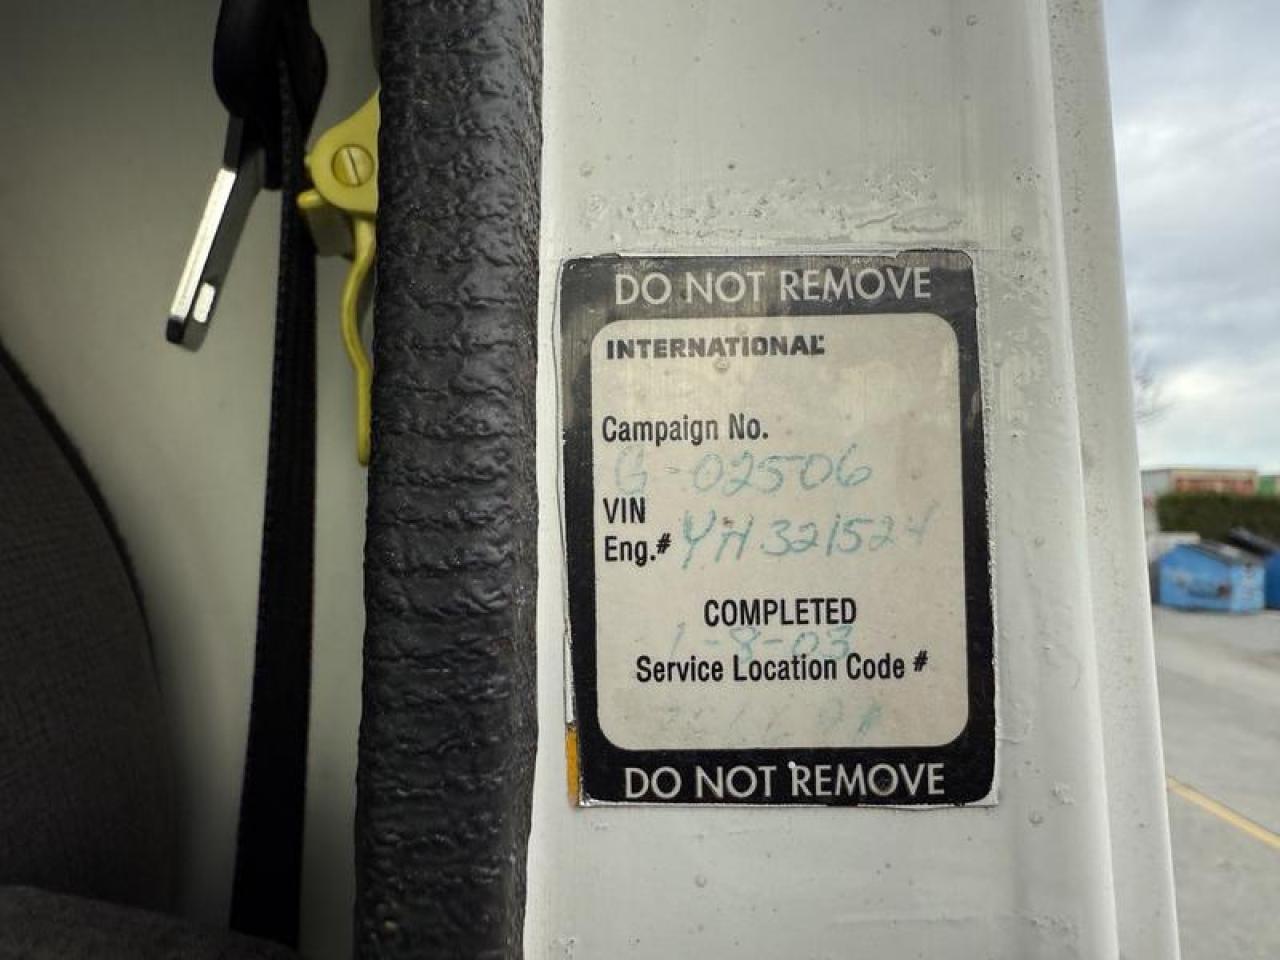 DO NOT REMOVE
INTERNATIONAL
Campaign No.
G-02506
VIN
Eng.# YH321524
COMPLETED
1-8-03
Service Location Code #
DO NOT REMOVE